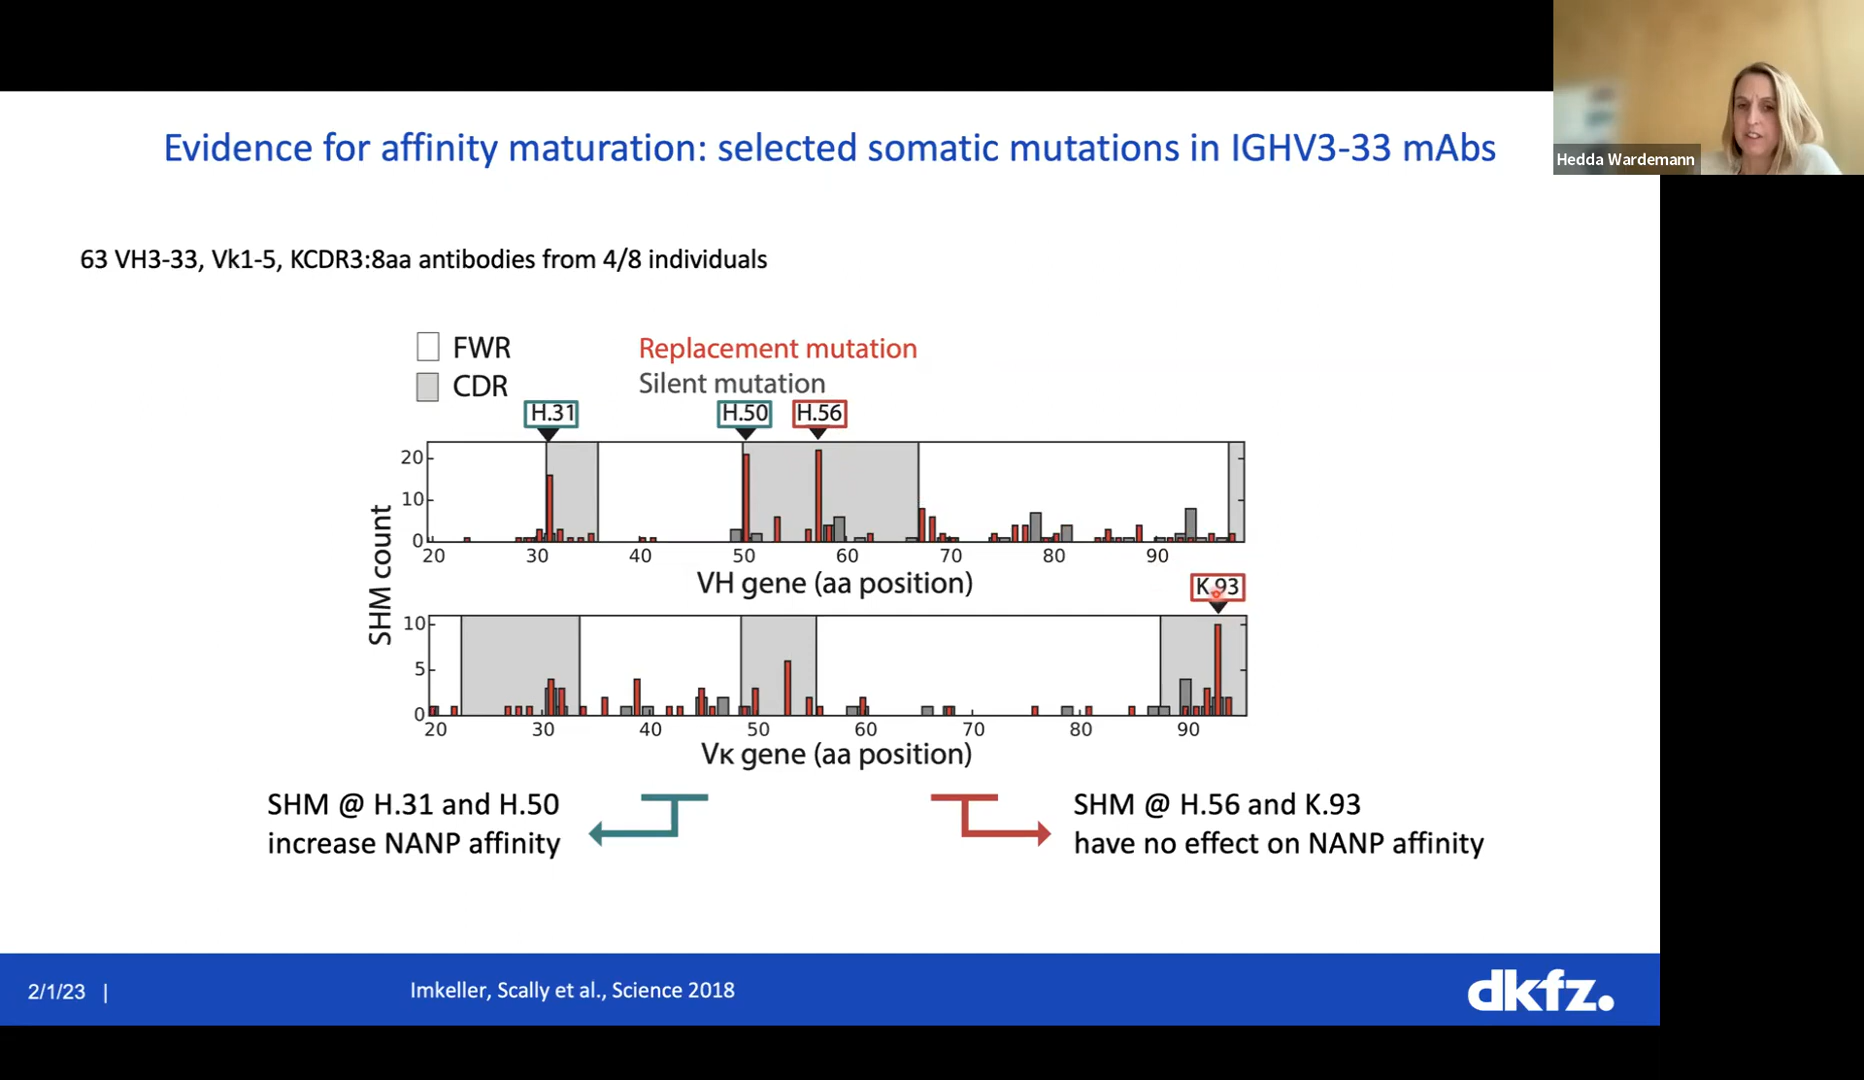 Hedda Wardemann
Evidence for affinity maturation: selected somatic mutations in IGHV3-33 mAbs
63 VH3-33, Vk1-5, KCDR3:8aa antibodies from 4/8 individuals
FWR
CDR
Replacement mutation
Silent mutation
H.31
H.50
H.56
20
10
0
20 30 40 50 60 70 80 90
VH gene (aa position)
SHM count
K.93
10
5
0
20 30 40 50 60 70 80 90
Vκ gene (aa position)
SHM @ H.31 and H.50
increase NANP affinity
SHM @ H.56 and K.93
have no effect on NANP affinity
2/1/23 |
Imkeller, Scally et al., Science 2018
dkfz.